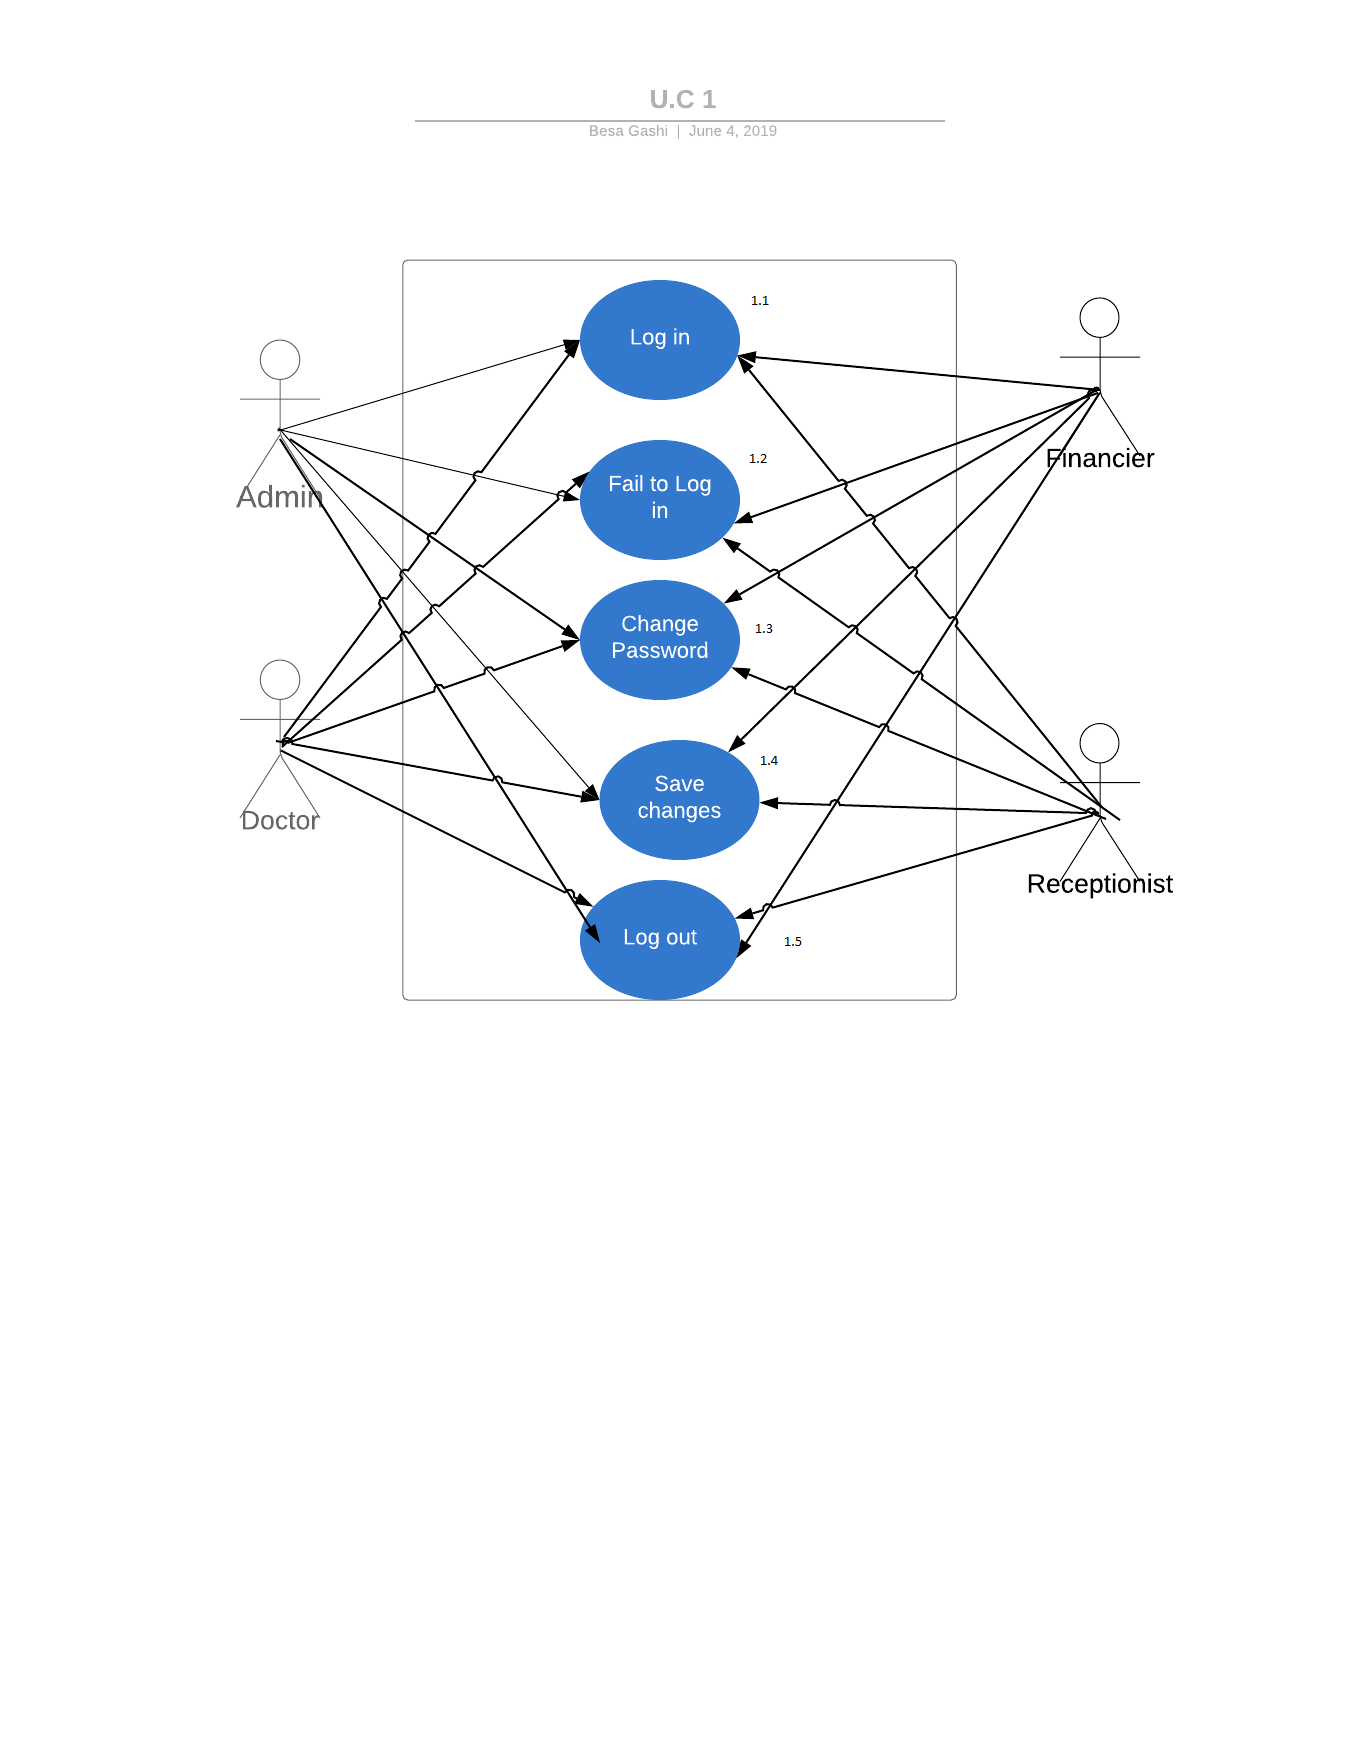 U.C 1
Besa Gashi | June 4, 2019
Log in
1.1
Admin
Financier
Fail to Log
in
1.2
Change
Password
1.3
Doctor
Save
changes
1.4
Receptionist
Log out
1.5